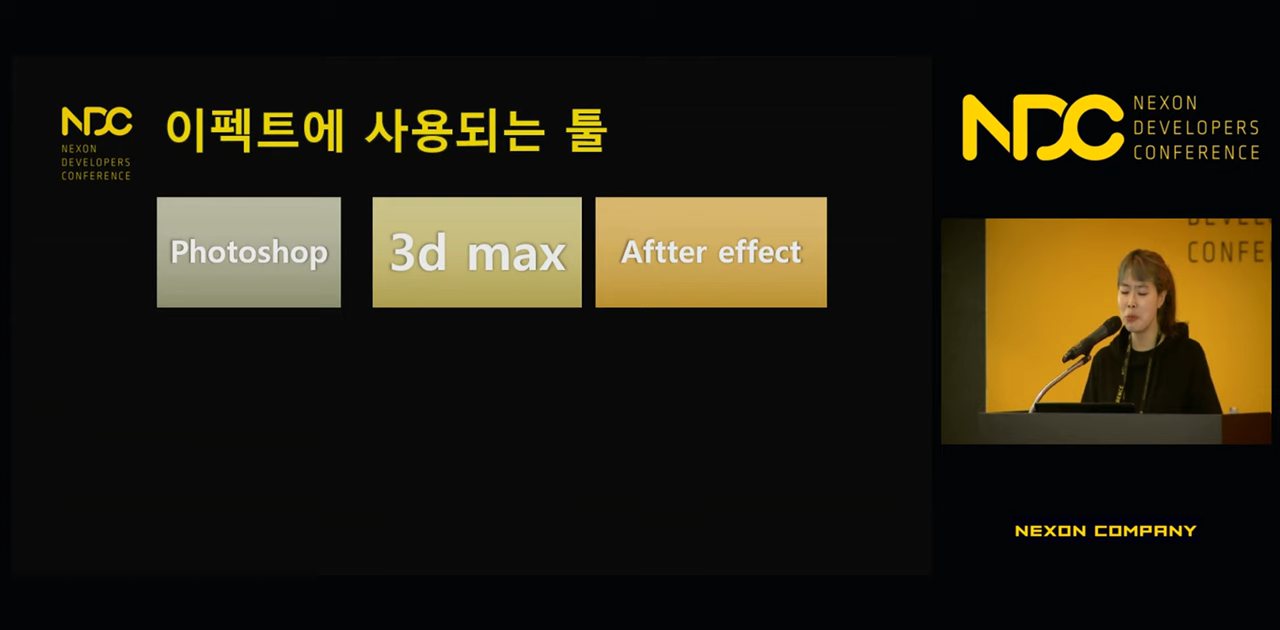 NDC
NEXON
DEVELOPERS
CONFERENCE
이펙트에 사용되는 툴
Photoshop
3d max
Aftter effect
NDC
NEXON
DEVELOPERS
CONFERENCE
CONFE
NEXON COMPANY